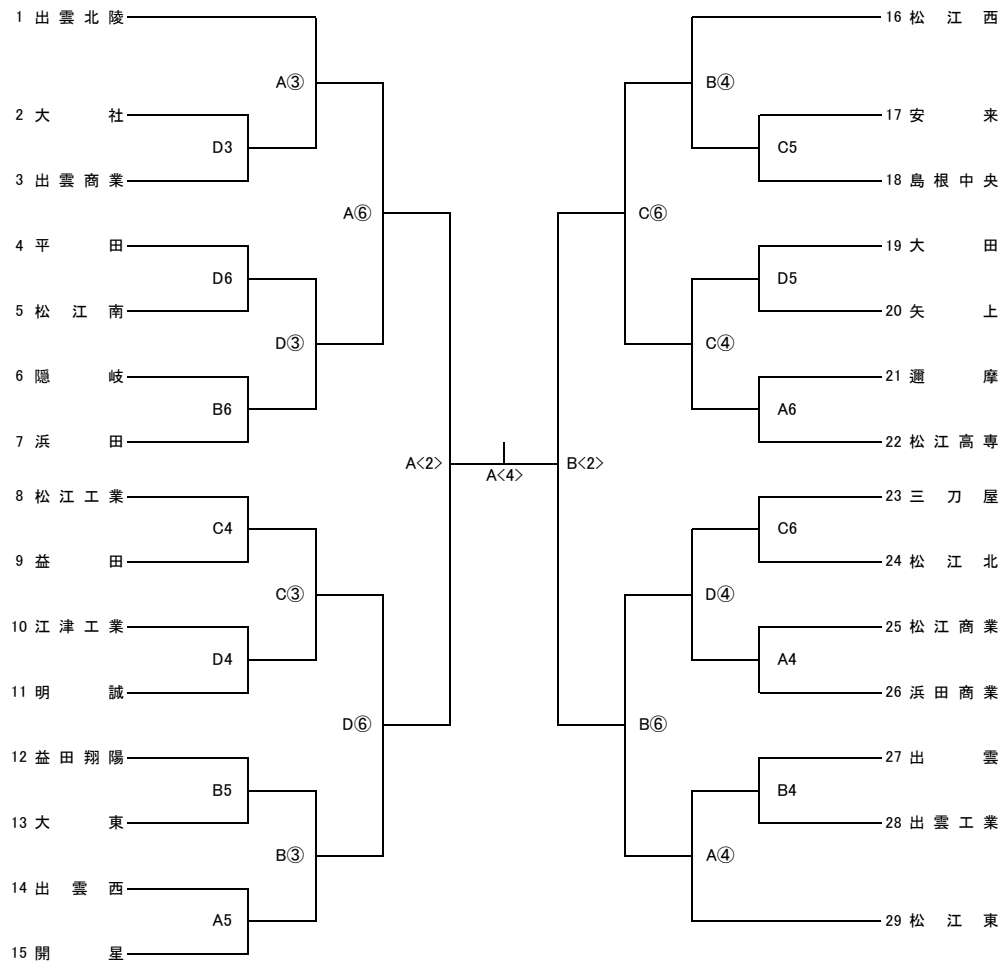 1 出雲北陵
A③
2 大社
D3
3 出雲商業
A⑥
4 平田
D6
5 松江南
D③
6 隠岐
B6
7 浜田
A<2>
8 松江工業
C4
9 益田
C③
10 江津工業
D4
11 明誠
D⑥
12 益田翔陽
B5
13 大東
B③
14 出雲西
A5
15 開星
A<4>
16 松江西
B④
17 安来
C5
18 島根中央
C⑥
19 大田
D5
20 矢上
C④
21 邇摩
A6
22 松江高専
B<2>
23 三刀屋
C6
24 松江北
D④
25 松江商業
A4
26 浜田商業
B⑥
27 出雲
B4
28 出雲工業
A④
29 松江東